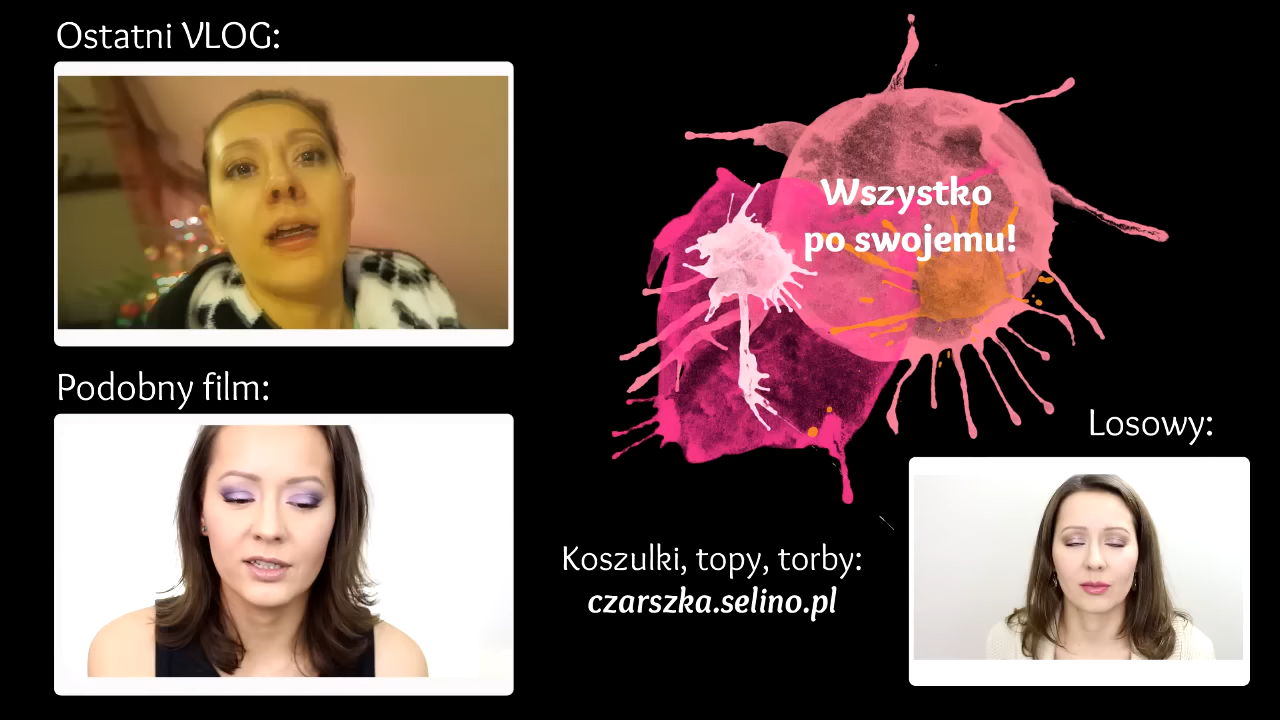 Ostatni VLOG:
Wszystko
po swojemu!
Podobny film:
Losowy:
Koszulki, topy, torby:
czarszka.selino.pl